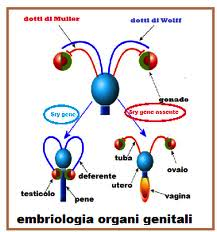 dotti di Muller
dotti di Wolff
gonade
Sry gene
Sry gene assente
tuba
ovaio
deferente
utero
testicolo
pene
vagina
embriologia organi genitali